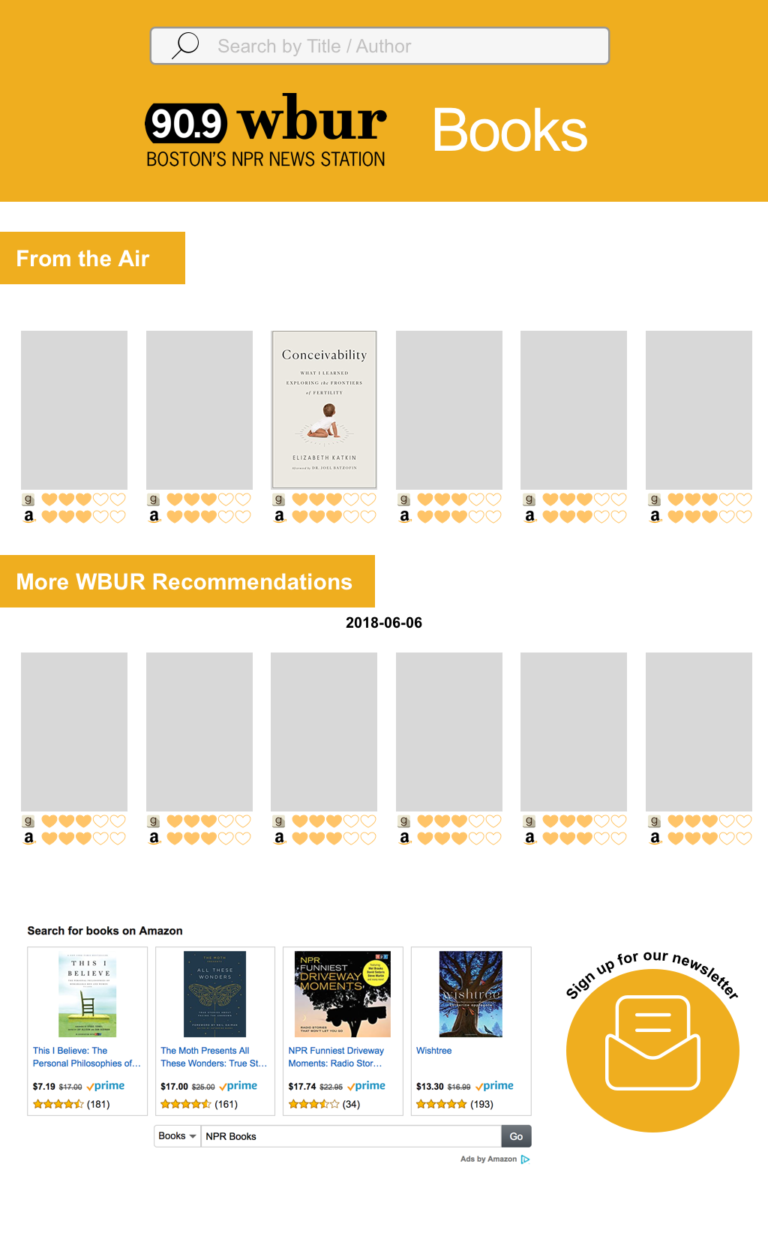 Search by Title / Author
90.9 wbur
BOSTON'S NPR NEWS STATION
Books
From the Air
Conceivability
WHAT I LEARNED
EXPLORING the FRONTIERS
of FERTILITY
ELIZABETH KATKIN
g
a
g
a
g
a
g
a
g
a
g
a
More WBUR Recommendations
2018-06-06
g
a
g
a
g
a
g
a
g
a
g
a
Search for books on Amazon
THIS I
BELIEVE
This I Believe: The
Personal Philosophies of...
$7.19 $17.00 prime
(181)
THE MOTH
ALL THESE
WONDERS
The Moth Presents All
These Wonders: True St...
$17.00 $25.00 prime
(161)
NPR
FUNNIEST
DRIVEWAY
MOMENTS
NPR Funniest Driveway
Moments: Radio Stor...
$17.74 $22.95 prime
(34)
wishtree
Wishtree
$13.30 $16.99 prime
(193)
Books
NPR Books
Go
Ads by Amazon
Sign up for our newsletter